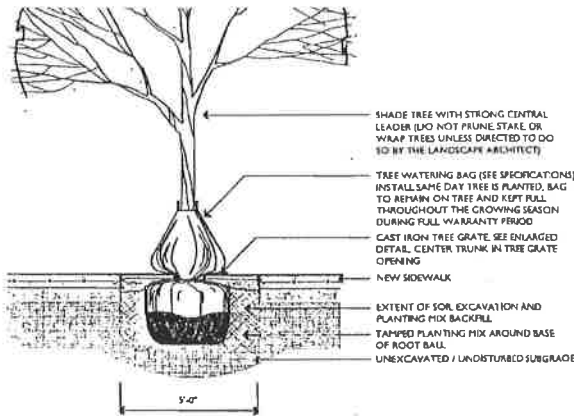 SHADE TREE WITH STRONG CENTRAL
LEADER (DO NOT PRUNE STAKE, OR
WRAP TREES UNLESS DIRECTED TO DO
SO BY THE LANDSCAPE ARCHITECT)
TREE WATERING BAG (SEE SPECIFICATIONS)
INSTALL SAME DAY TREE IS PLANTED, BAG
TO REMAIN ON TREE AND KEPT FULL
THROUGHOUT THE GROWING SEASON
DURING FULL WARRANTY PERIOD
CAST IRON TREE GRATE, SEE ENLARGED
DETAIL, CENTER TRUNK IN TREE GRATE
OPENING
NEW SIDEWALK
EXTENT OF SOIL EXCAVATION AND
PLANTING MIX BACKFILL
TAMPED PLANTING MIX AROUND BASE
OF ROOT BALL
UNEXCAVATED / UNDISTURBED SUBGRADE
5'-0"